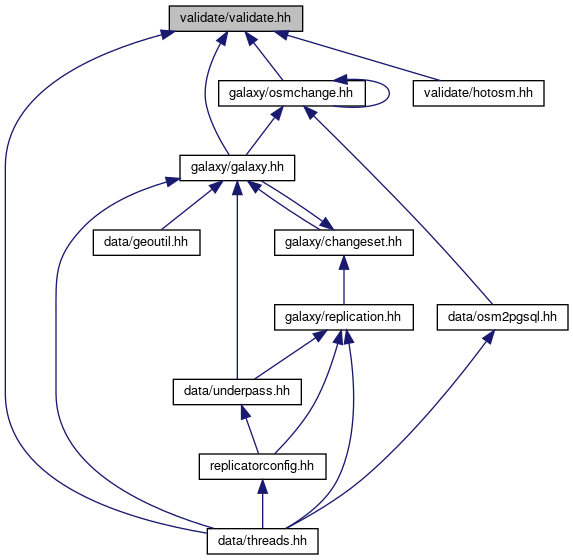 validate/validate.hh
galaxy/osmchange.hh
validate/hotosm.hh
galaxy/galaxy.hh
data/geoutil.hh
galaxy/changeset.hh
galaxy/replication.hh
data/osm2pgsql.hh
data/underpass.hh
replicatorconfig.hh
data/threads.hh